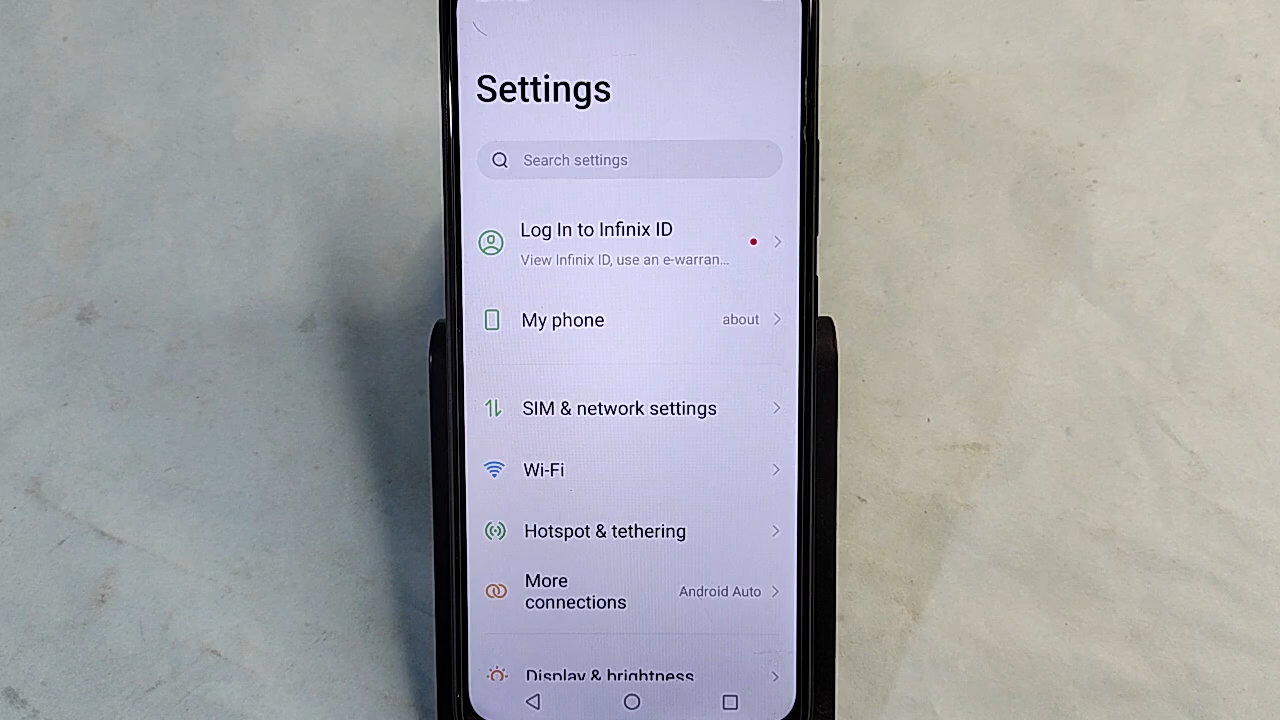 Settings
Search settings
Log In to Infinix ID
View Infinix ID, use an e-warran...
My phone
about
SIM & network settings
Wi-Fi
Hotspot & tethering
More
connections
Android Auto
Display & brightness